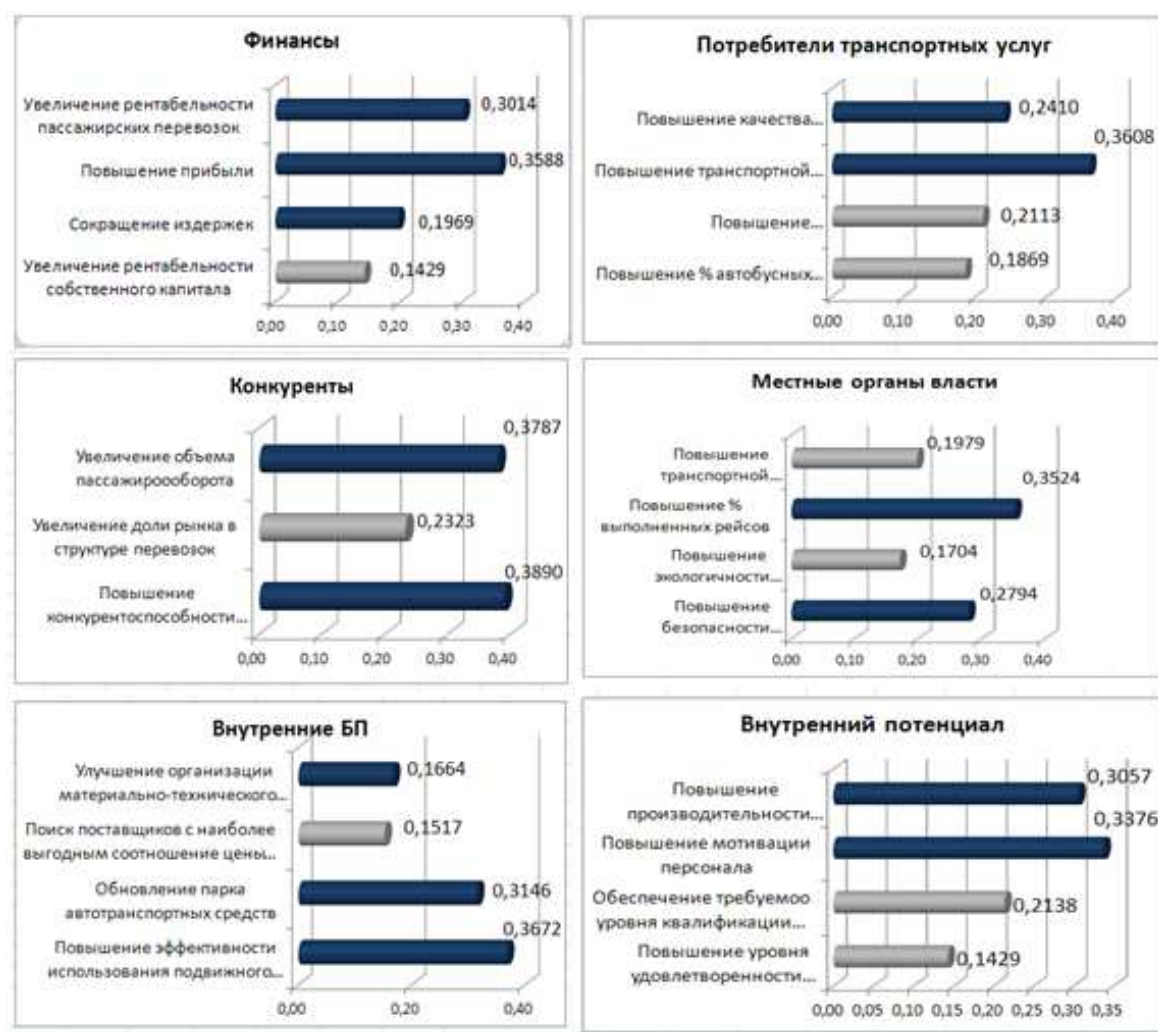 Финансы
Увеличение рентабельности
пассажирских перевозок
0,3014
Повышение прибыли
0,3588
Сокращение издержек
0,1969
Увеличение рентабельности
собственного капитала
0,1429
0,00 0,10 0,20 0,30 0,40
Потребители транспортных услуг
Повышение качества...
0,2410
Повышение транспортной...
0,3608
Повышение...
0,2113
Повышение % автобусных...
0,1869
0,00 0,10 0,20 0,30 0,40
Конкуренты
Увеличение объема
пассажироооборота
0,3787
Увеличение доли рынка в
структуре перевозок
0,2323
Повышение
конкурентоспособности...
0,3890
0,00 0,10 0,20 0,30 0,40
Местные органы власти
Повышение
транспортной...
0,1979
Повышение %
выполненных рейсов
0,3524
Повышение
экологичности...
0,1704
Повышение
безопасности...
0,2794
0,00 0,10 0,20 0,30 0,40
Внутренние БП
Улучшение организации
материально-технического...
0,1664
Поиск поставщиков с наиболее
выгодным соотношение цены...
0,1517
Обновление парка
автотранспортных средств
0,3146
Повышение эффективности
использования подвижного...
0,3672
0,00 0,20 0,40
Внутренний потенциал
Повышение
производительности...
0,3057
Повышение мотивации
персонала
0,3376
Обеспечение требуемоо
уровня квалификации...
0,2138
Повышение уровня
удовлетворенности...
0,1429
0,00 0,05 0,10 0,15 0,20 0,25 0,30 0,35